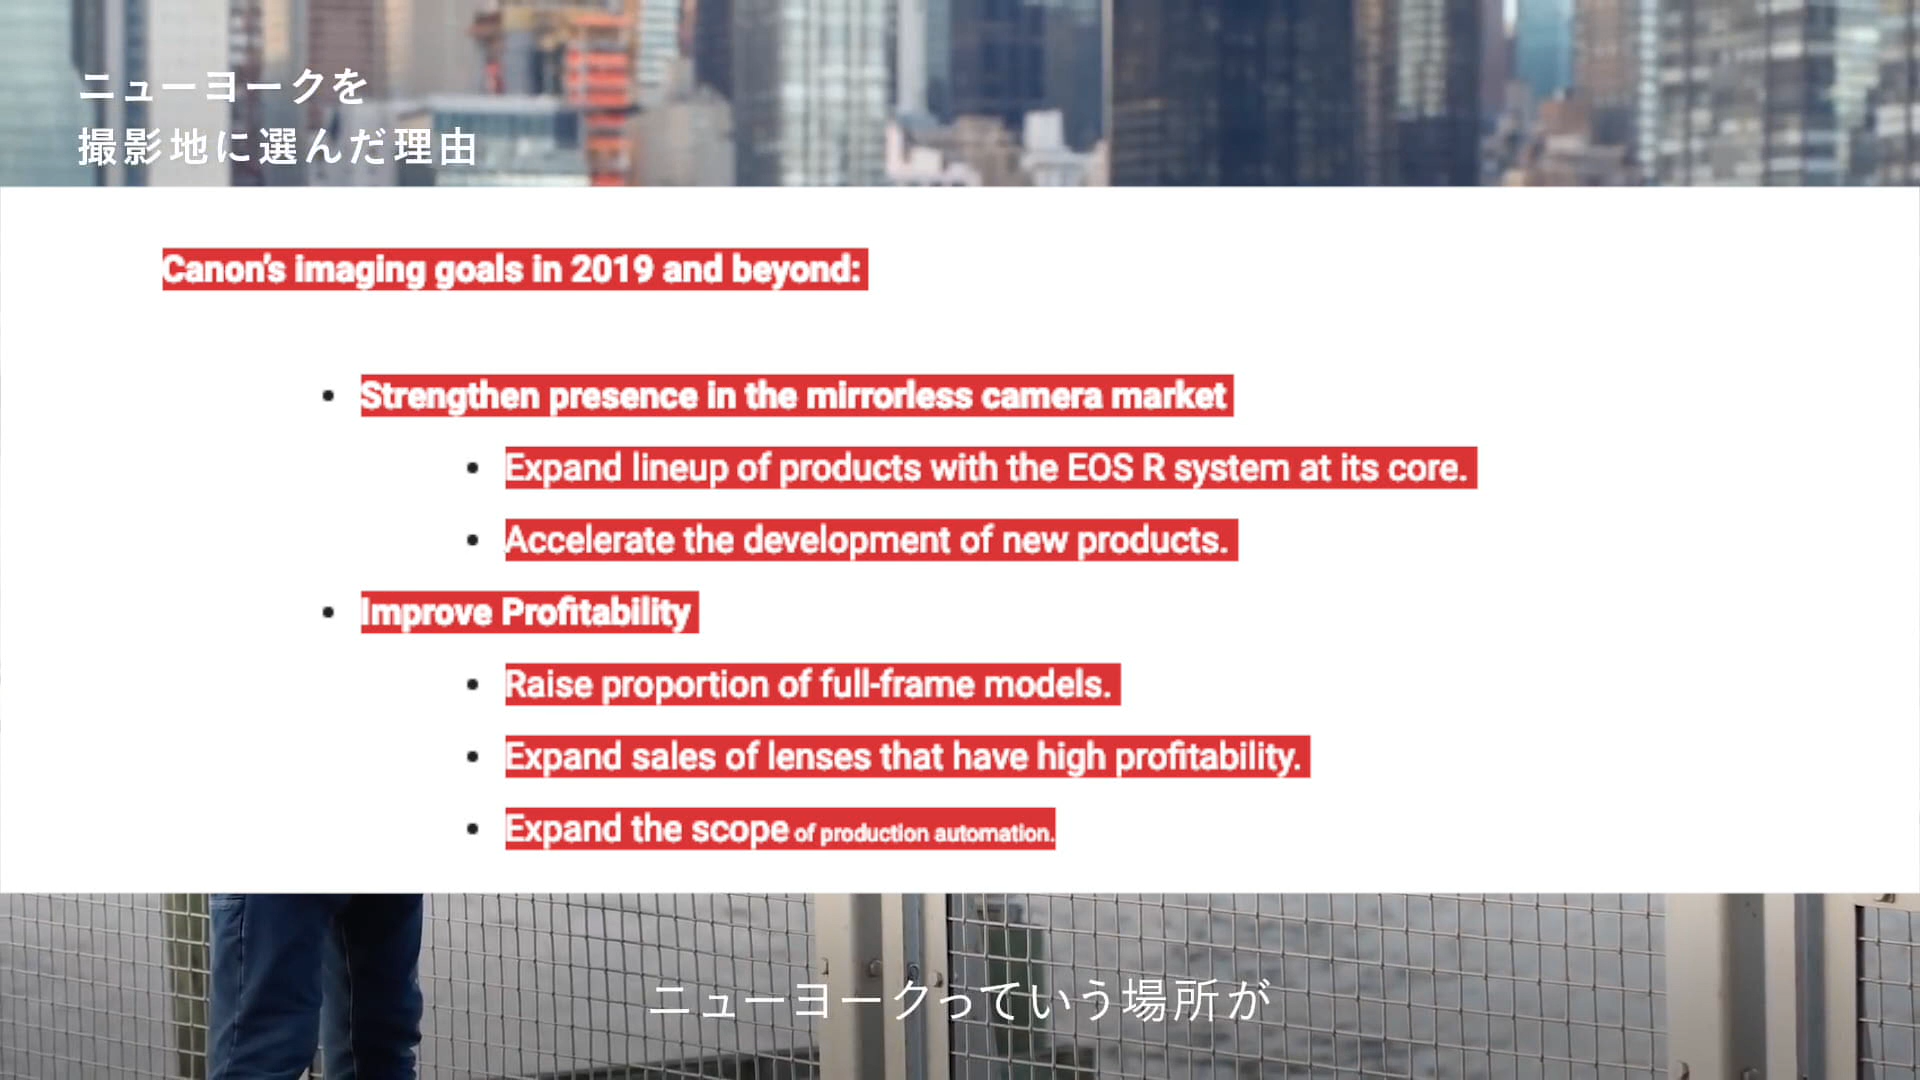 ニューヨークを
撮影地に選んだ理由
Canon's imaging goals in 2019 and beyond:
• Strengthen presence in the mirrorless camera market
• Expand lineup of products with the EOS R system at its core.
• Accelerate the development of new products.
• Improve Profitability
• Raise proportion of full-frame models.
• Expand sales of lenses that have high profitability.
• Expand the scope of production automation.
ニューヨークっていう場所が